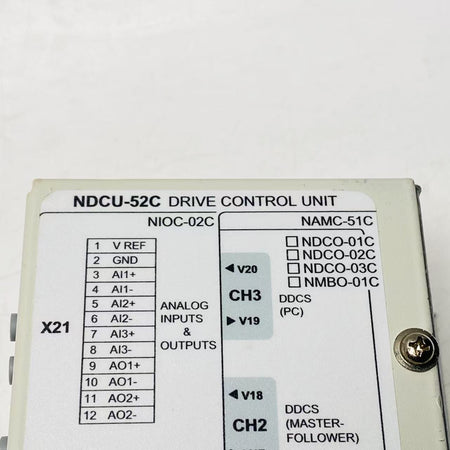 NDCU-52C DRIVE CONTROL UNIT
NIOC-02C
X21
1 V REF
2 GND
3 AI1+
4 AI1-
5 AI2+
6 AI2-
7 AI3+
8 AI3-
9 AO1+
10 AO1-
11 AO2+
12 AO2-
ANALOG
INPUTS
&
OUTPUTS
NAMC-51C
NDCO-01C
NDCO-02C
NDCO-03C
NMBO-01C
◄ V20
CH3
► V19
DDCS
(PC)
◄ V18
CH2
DDCS
(MASTER-
FOLLOWER)